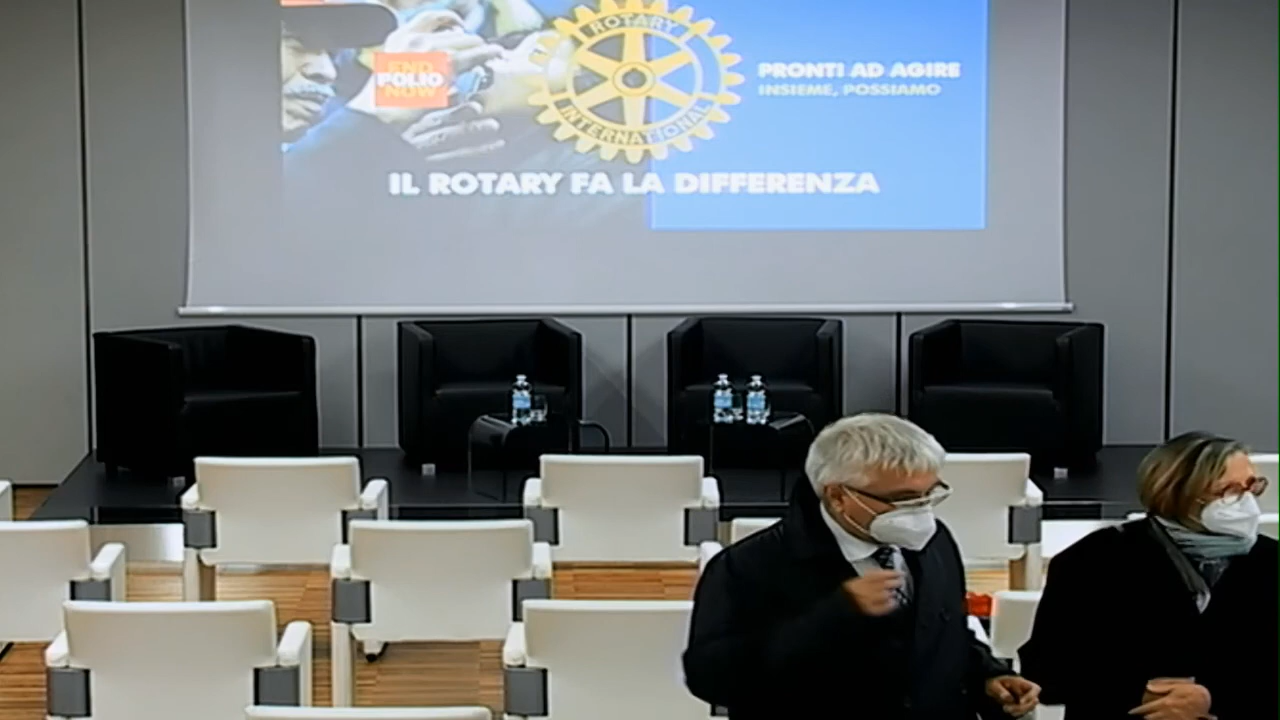 ROTARY
INTERNATIONAL
END
POLIO
NOW
PRONTI AD AGIRE
INSIEME, POSSIAMO
IL ROTARY FA LA DIFFERENZA